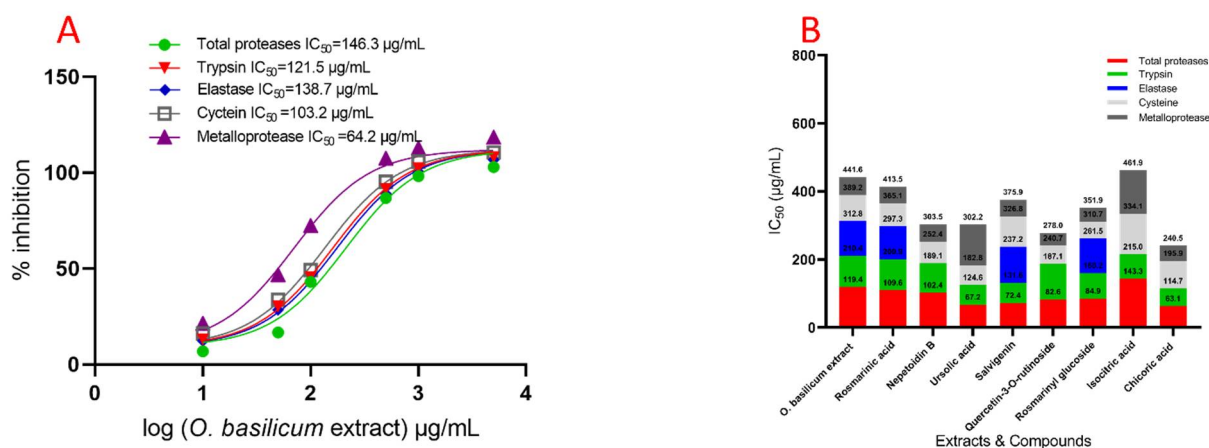 A
Total proteases IC50=146.3 µg/mL
Trypsin IC50=121.5 µg/mL
Elastase IC50=138.7 µg/mL
Cyctein IC50=103.2 µg/mL
Metalloprotease IC50=64.2 µg/mL
150
100
50
0
% inhibition
0 1 2 3 4
log (O. basilicum extract) µg/mL
B
Total proteases
Trypsin
Elastase
Cysteine
Metalloprotease
800
600
400
200
0
IC50 (µg/mL)
441.6 413.5 303.5 302.2 375.9 278.0 351.9 461.9 240.5
389.2 365.1 252.4 182.8 326.8 240.7 310.7 334.1 195.9
312.8 297.3 189.1 124.6 237.2 187.1 261.5 215.0 114.7
119.4 109.6 102.4 67.2 72.4 82.6 84.9 143.3 63.1
O. basilicum extract
Rosmarinic acid
Nepetoidin B
Ursolic acid
Salvigenin
Quercetin-3-O-rutinoside
Rosmarinyl glucoside
Isocitric acid
Chicoric acid
Extracts & Compounds